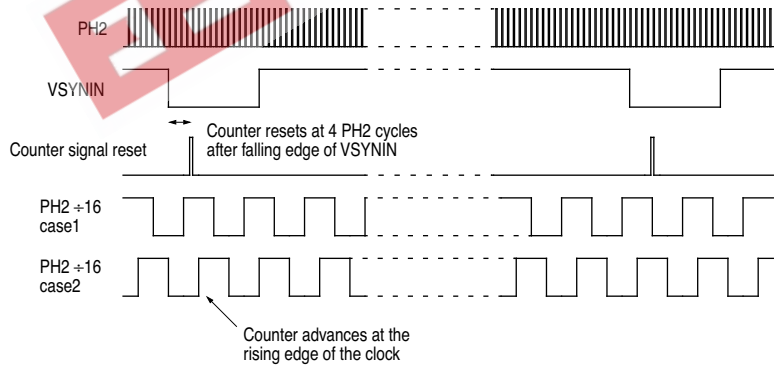 PH2
VSYNIN
Counter resets at 4 PH2 cycles
after falling edge of VSYNIN
Counter signal reset
PH2 ÷16
case1
PH2 ÷16
case2
Counter advances at the
rising edge of the clock